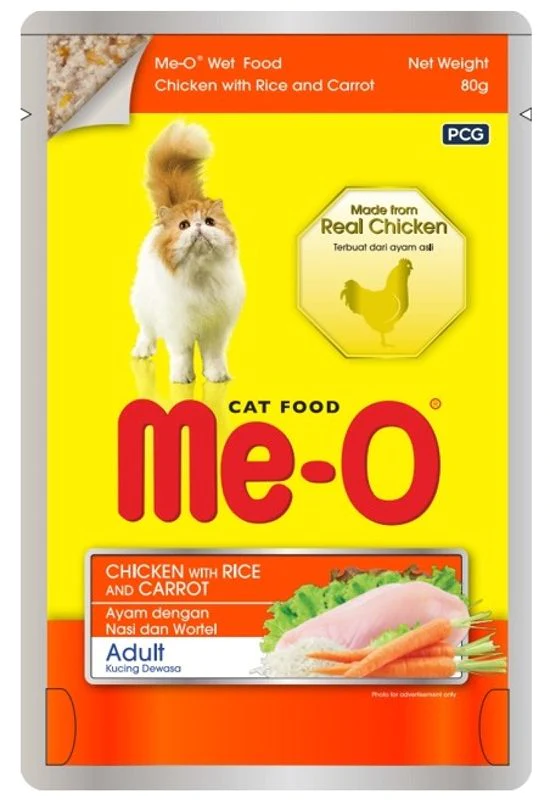 Me-O® Wet Food
Chicken with Rice and Carrot
Net Weight
80g
PCG
Made from
Real Chicken
Terbuat dari ayam asli
CAT FOOD
Me-O®
CHICKEN WITH RICE
AND CARROT
Ayam dengan
Nasi dan Wortel
Adult
Kucing Dewasa
Photo for advertisement only